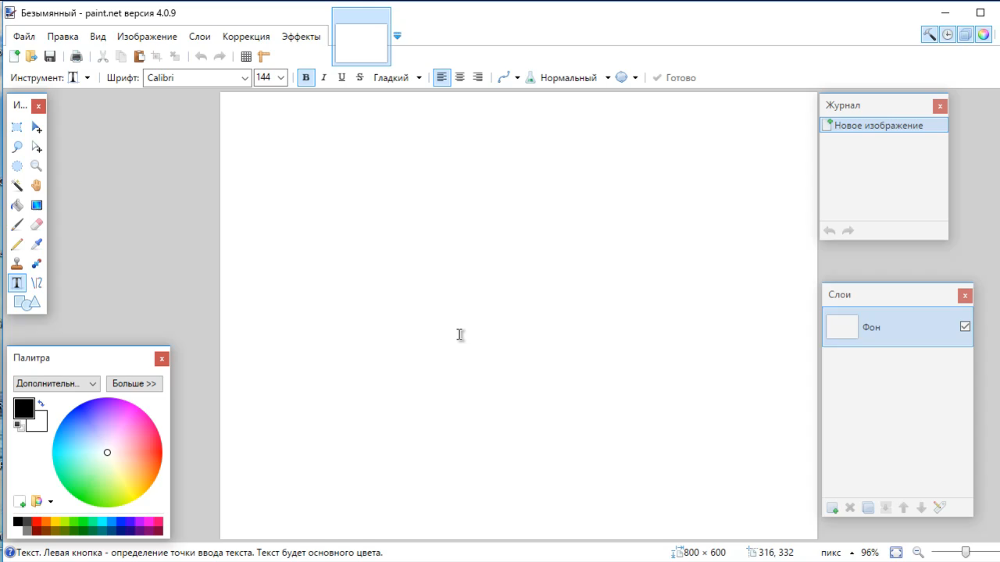 Безымянный - paint.net версия 4.0.9
Файл Правка Вид Изображение Слои Коррекция Эффекты
Инструмент: T Шрифт: Calibri 144 B I U S Гладкий Нормальный Готово
И...
Журнал
Новое изображение
Слои
Фон
Палитра
Дополнительн... Больше >>
Текст. Левая кнопка - определение точки ввода текста. Текст будет основного цвета. 800 × 600 316, 332 пикс 96%